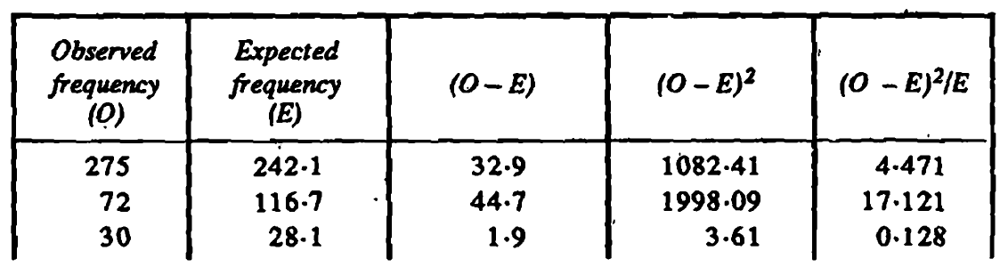 Observed frequency (O) Expected frequency (E) (O – E) (O – E)² (O – E)²/E
275 242·1 32·9 1082·41 4·471
72 116·7 44·7 1998·09 17·121
30 28·1 1·9 3·61 0·128